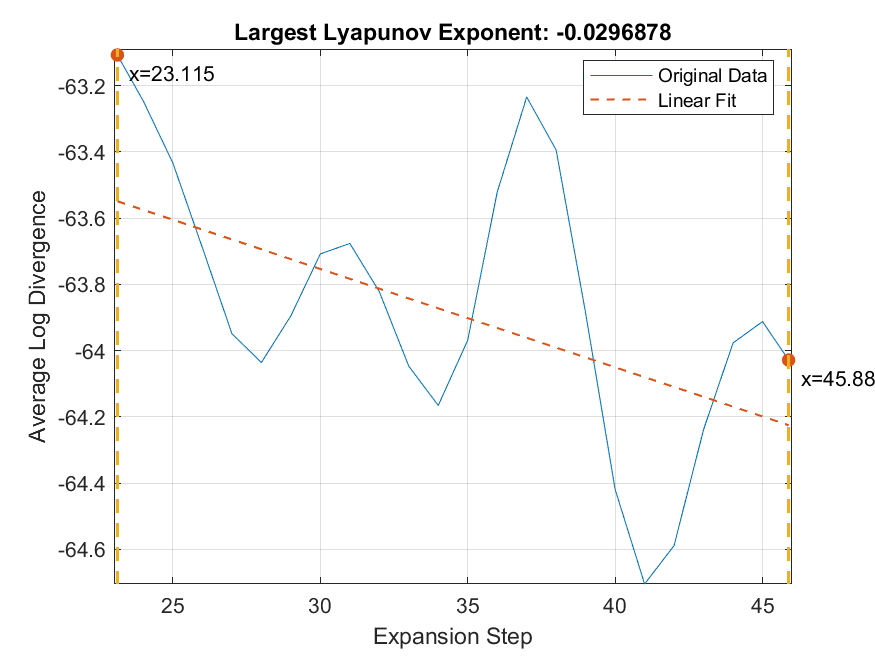 Largest Lyapunov Exponent: -0.0296878
x=23.115
Original Data
Linear Fit
-63.2
-63.4
-63.6
-63.8
-64
-64.2
-64.4
-64.6
Average Log Divergence
x=45.88
25
30
35
40
45
Expansion Step